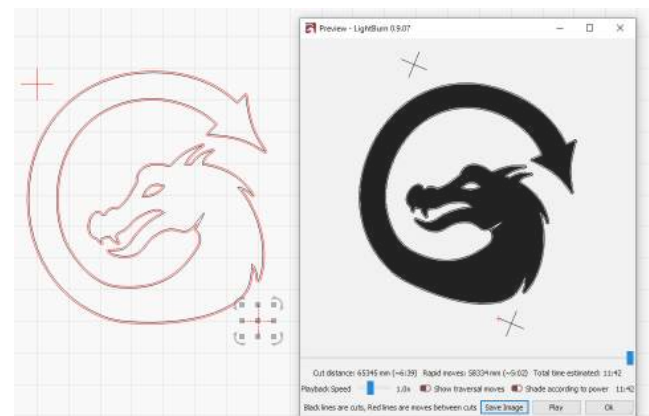 Preview - LightBurn 0.9.07
Cut distance: 65345 mm (~6:39) Rapid moves: 58334 mm (~5:02) Total time estimated: 11:42
Playback Speed 1.0x Show traversal moves Shade according to power 11:42
Black lines are cuts, Red lines are moves between cuts Save Image Play Ok